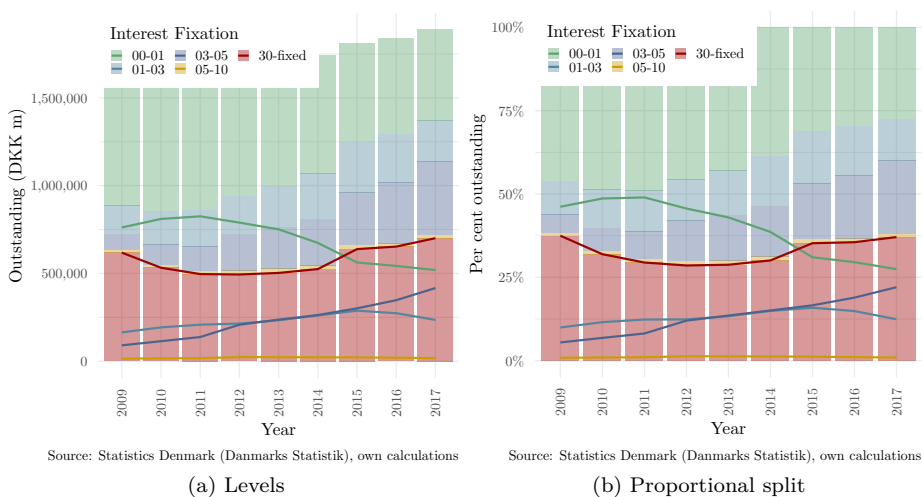 Interest Fixation
00-01 03-05 30-fixed
01-03 05-10
Outstanding (DKK m)
1,500,000
1,000,000
500,000
0
2009 2010 2011 2012 2013 2014 2015 2016 2017
Year
Source: Statistics Denmark (Danmarks Statistik), own calculations
(a) Levels
Interest Fixation
00-01 03-05 30-fixed
01-03 05-10
Per cent outstanding
100%
75%
50%
25%
0%
2009 2010 2011 2012 2013 2014 2015 2016 2017
Year
Source: Statistics Denmark (Danmarks Statistik), own calculations
(b) Proportional split